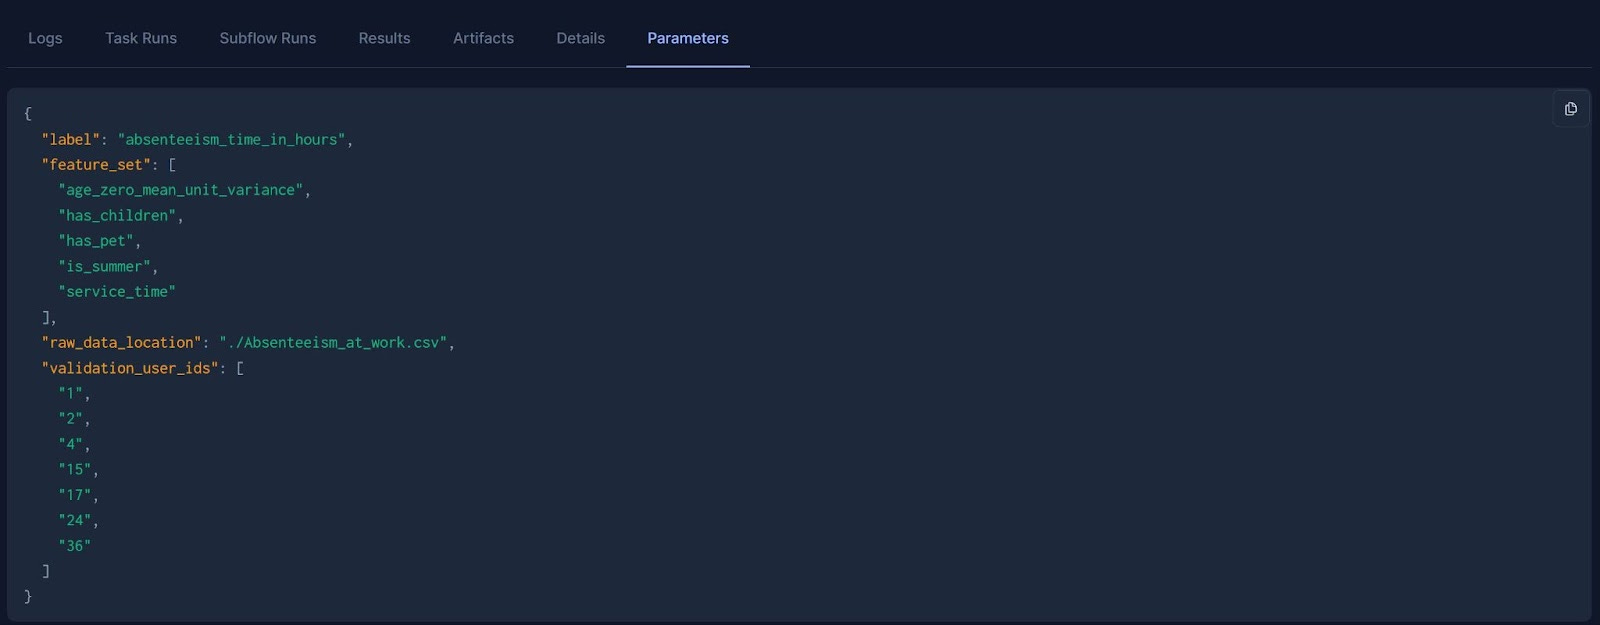 Logs Task Runs Subflow Runs Results Artifacts Details Parameters
{
"label": "absenteeism_time_in_hours",
"feature_set": [
"age_zero_mean_unit_variance",
"has_children",
"has_pet",
"is_summer",
"service_time"
],
"raw_data_location": "./Absenteeism_at_work.csv",
"validation_user_ids": [
"1",
"2",
"4",
"15",
"17",
"24",
"36"
]
}